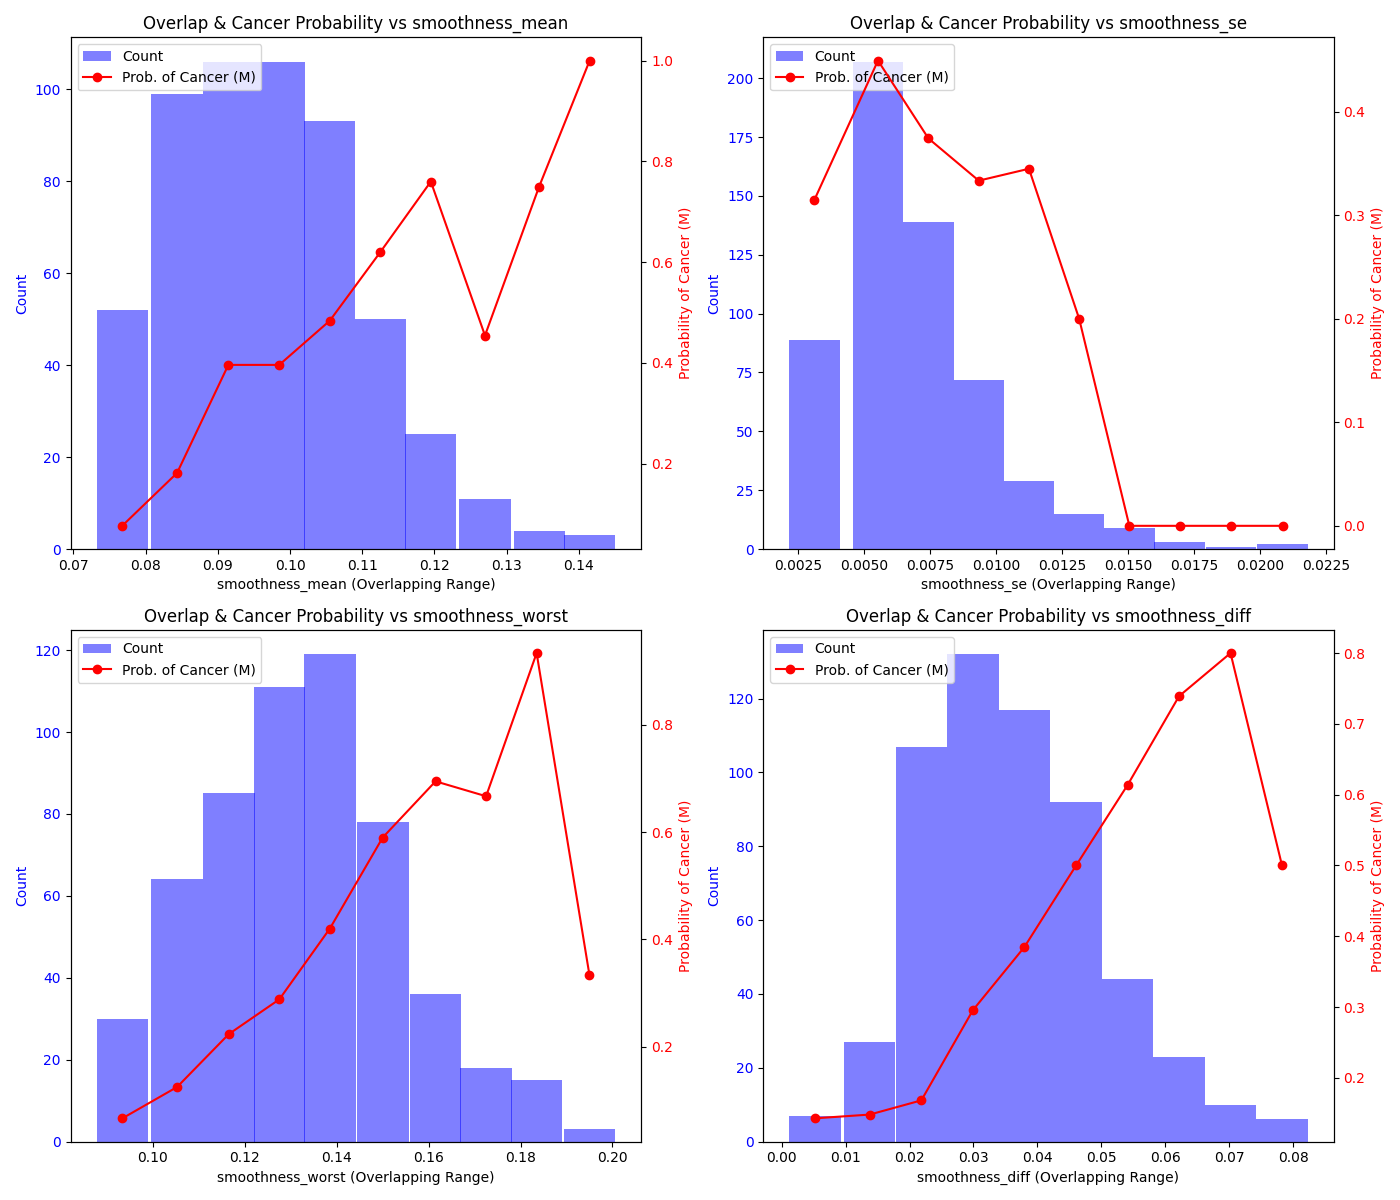 Overlap & Cancer Probability vs smoothness_mean
Count
Prob. of Cancer (M)
100
80
60
40
20
0
Count
1.0
0.8
0.6
0.4
0.2
Probability of Cancer (M)
0.07 0.08 0.09 0.10 0.11 0.12 0.13 0.14
smoothness_mean (Overlapping Range)
Overlap & Cancer Probability vs smoothness_se
Count
Prob. of Cancer (M)
200
175
150
125
100
75
50
25
0
Count
0.4
0.3
0.2
0.1
0.0
Probability of Cancer (M)
0.0025 0.0050 0.0075 0.0100 0.0125 0.0150 0.0175 0.0200 0.0225
smoothness_se (Overlapping Range)
Overlap & Cancer Probability vs smoothness_worst
Count
Prob. of Cancer (M)
120
100
80
60
40
20
0
Count
0.8
0.6
0.4
0.2
Probability of Cancer (M)
0.10 0.12 0.14 0.16 0.18 0.20
smoothness_worst (Overlapping Range)
Overlap & Cancer Probability vs smoothness_diff
Count
Prob. of Cancer (M)
120
100
80
60
40
20
0
Count
0.8
0.7
0.6
0.5
0.4
0.3
0.2
Probability of Cancer (M)
0.00 0.01 0.02 0.03 0.04 0.05 0.06 0.07 0.08
smoothness_diff (Overlapping Range)